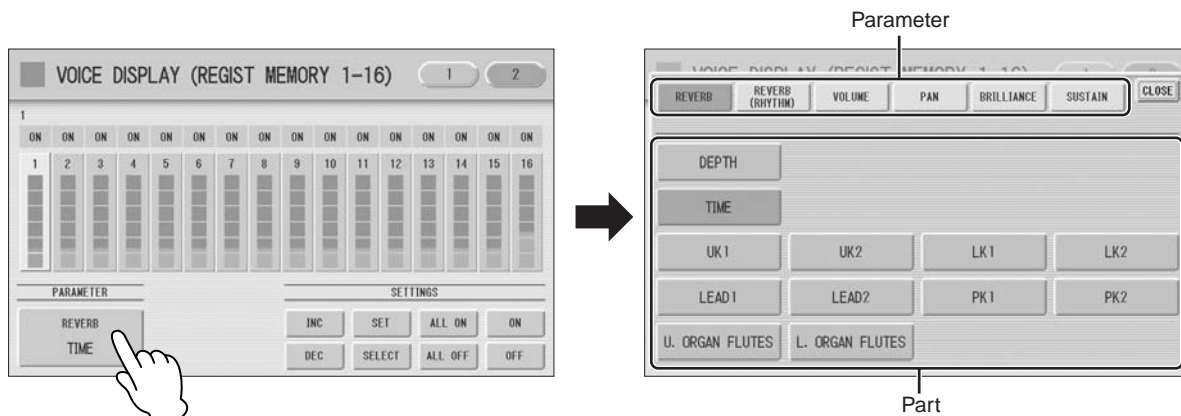 Parameter
VOICE DISPLAY (REGIST MEMORY 1-16) 1 2
1
ON ON ON ON ON ON ON ON ON ON ON ON ON ON ON ON
1 2 3 4 5 6 7 8 9 10 11 12 13 14 15 16
PARAMETER SETTINGS
REVERB
TIME
INC SET ALL ON ON
DEC SELECT ALL OFF OFF
REVERB REVERB (RHYTHM) VOLUME PAN BRILLIANCE SUSTAIN CLOSE
DEPTH
TIME
UK1 UK2 LK1 LK2
LEAD1 LEAD2 PK1 PK2
U. ORGAN FLUTES L. ORGAN FLUTES
Part